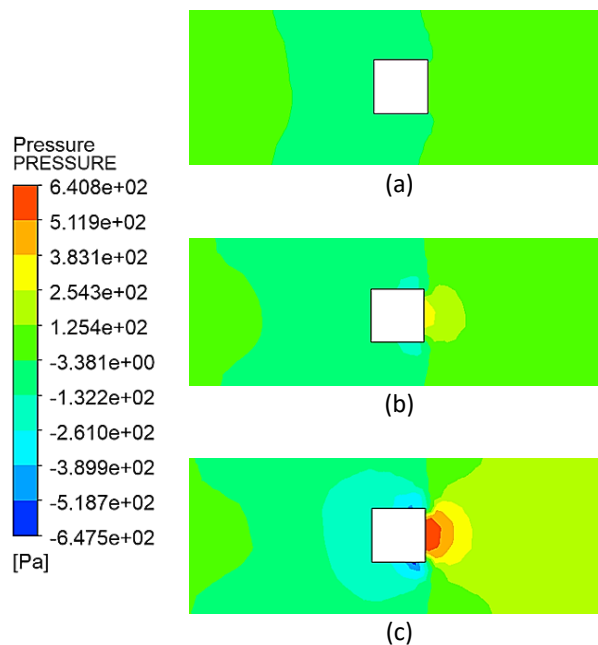 (a)
Pressure
PRESSURE
6.408e+02
5.119e+02
3.831e+02
2.543e+02
1.254e+02
-3.381e+00
-1.322e+02
-2.610e+02
-3.899e+02
-5.187e+02
-6.475e+02
[Pa]
(b)
(c)